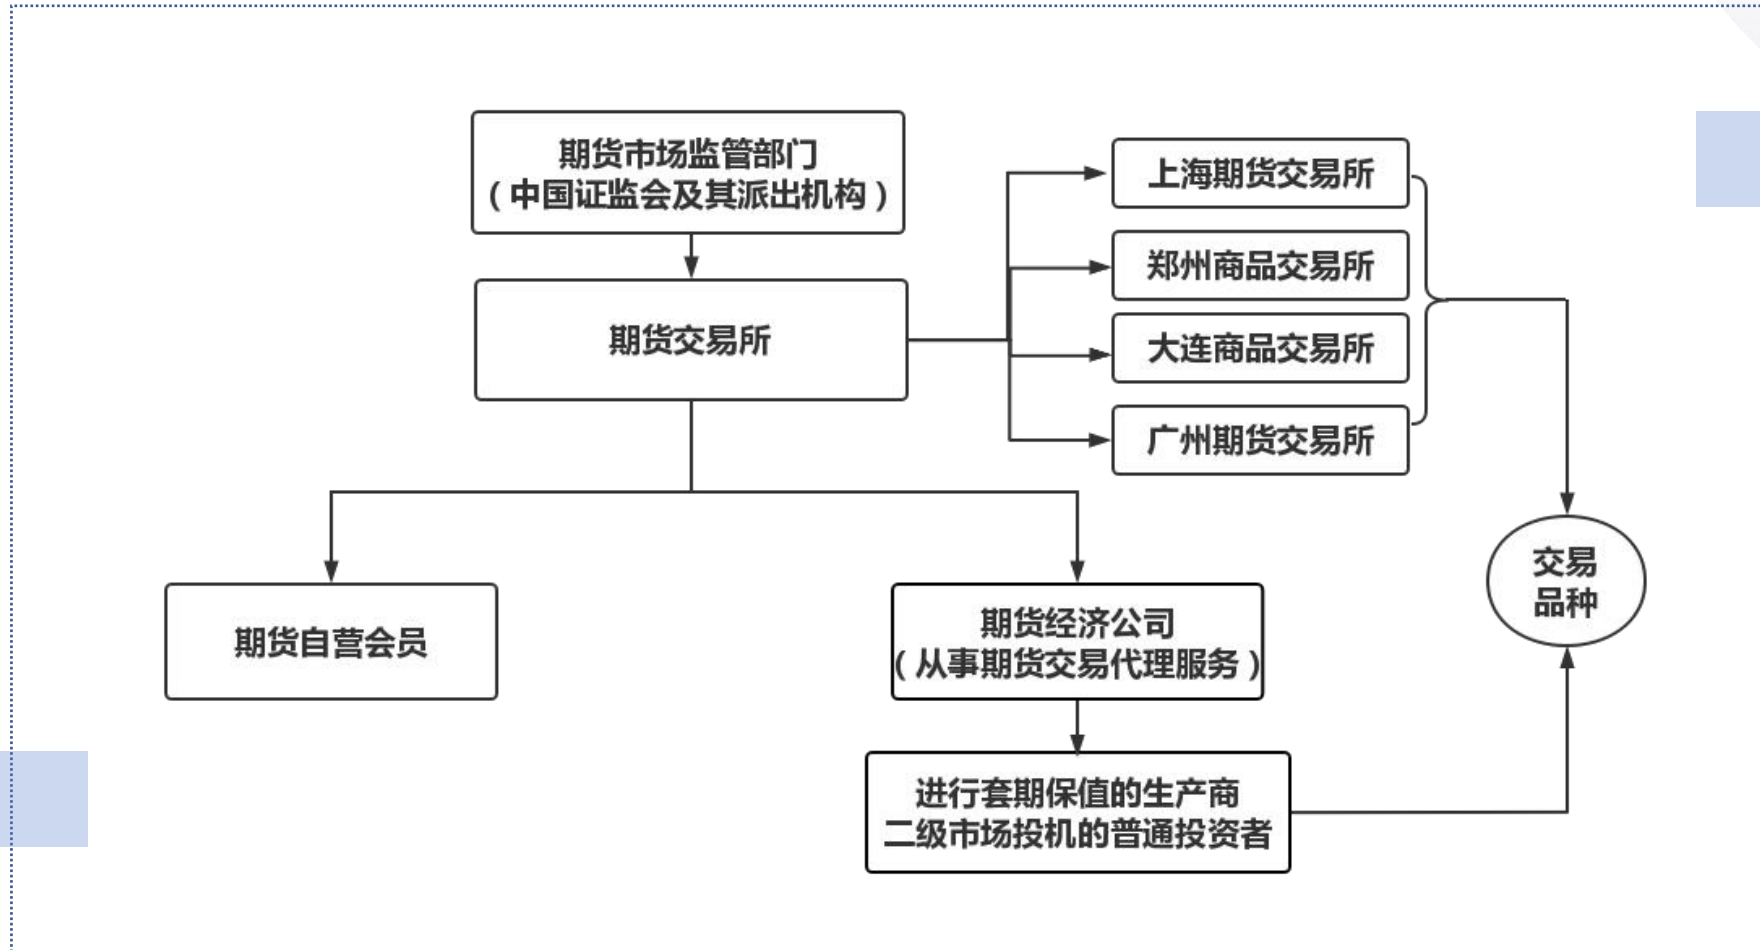 期货市场监管部门
（中国证监会及其派出机构）
期货交易所
上海期货交易所
郑州商品交易所
大连商品交易所
广州期货交易所
交易
品种
期货自营会员
期货经济公司
（从事期货交易代理服务）
进行套期保值的生产商
二级市场投机的普通投资者